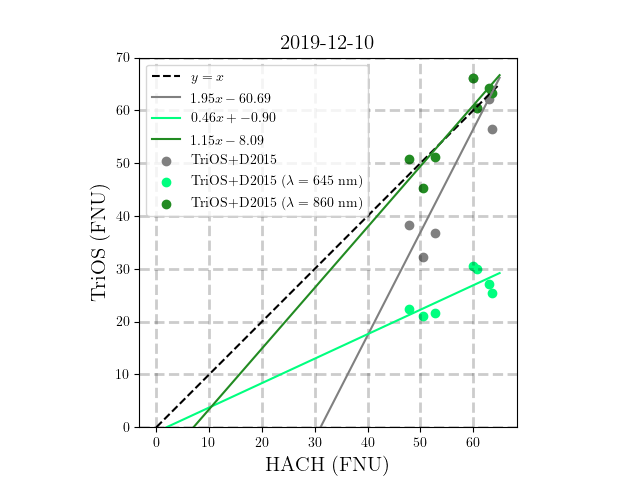 2019-12-10
70
60
50
40
30
20
10
0
TriOS (FNU)
y = x
1.95x − 60.69
0.46x + −0.90
1.15x − 8.09
TriOS+D2015
TriOS+D2015 (λ = 645 nm)
TriOS+D2015 (λ = 860 nm)
0 10 20 30 40 50 60
HACH (FNU)